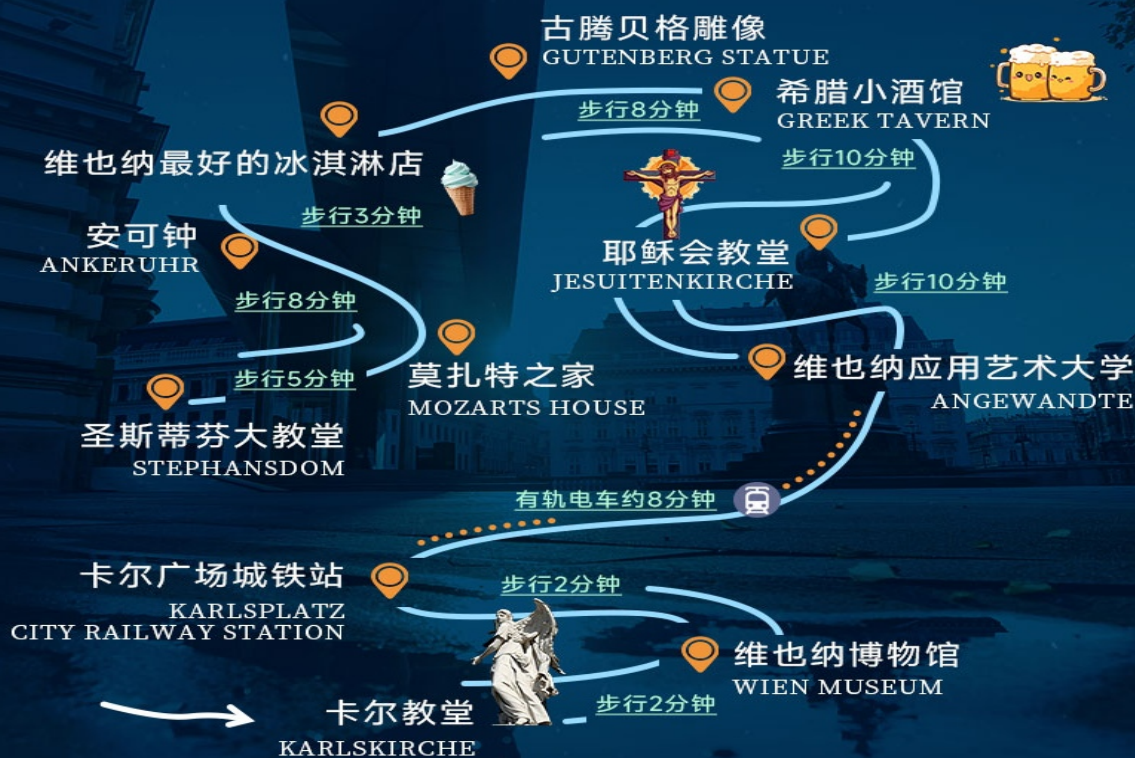 古腾贝格雕像
GUTENBERG STATUE
希腊小酒馆
GREEK TAVERN
步行8分钟
维也纳最好的冰淇淋店
步行10分钟
步行3分钟
安可钟
ANKERUHR
耶稣会教堂
JESUITENKIRCHE
步行10分钟
步行8分钟
维也纳应用艺术大学
ANGEWANDTE
步行5分钟
莫扎特之家
MOZARTS HOUSE
圣斯蒂芬大教堂
STEPHANSDOM
有轨电车约8分钟
卡尔广场城铁站
KARLSPLATZ
CITY RAILWAY STATION
步行2分钟
维也纳博物馆
WIEN MUSEUM
步行2分钟
卡尔教堂
KARLSKIRCHE